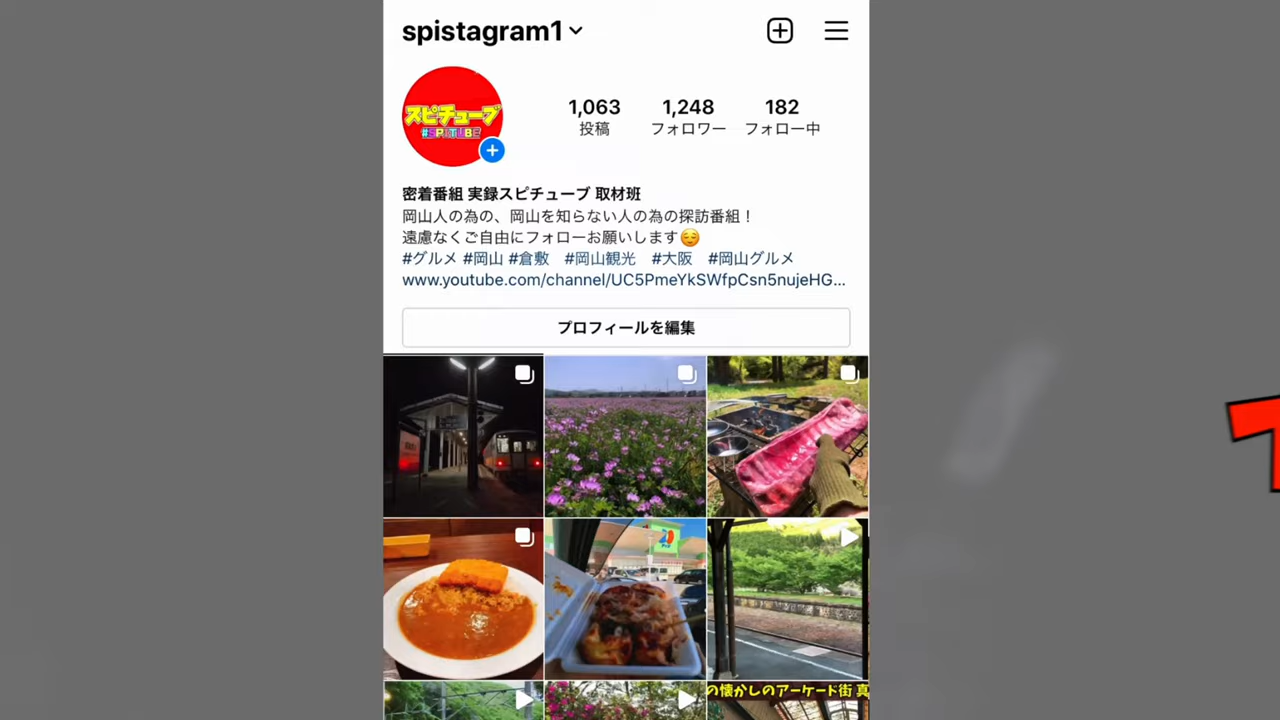 spistagram1
スピチューブ
#SPITUBE
1,063
投稿
1,248
フォロワー
182
フォロー中
密着番組 実録スピチューブ 取材班
岡山人の為の、岡山を知らない人の為の探訪番組！
遠慮なくご自由にフォローお願いします😌
#グルメ #岡山 #倉敷 #岡山観光 #大阪 #岡山グルメ
www.youtube.com/channel/UC5PmeYkSWfpCsn5nujeHG...
プロフィールを編集
の懐かしのアーケード街 真